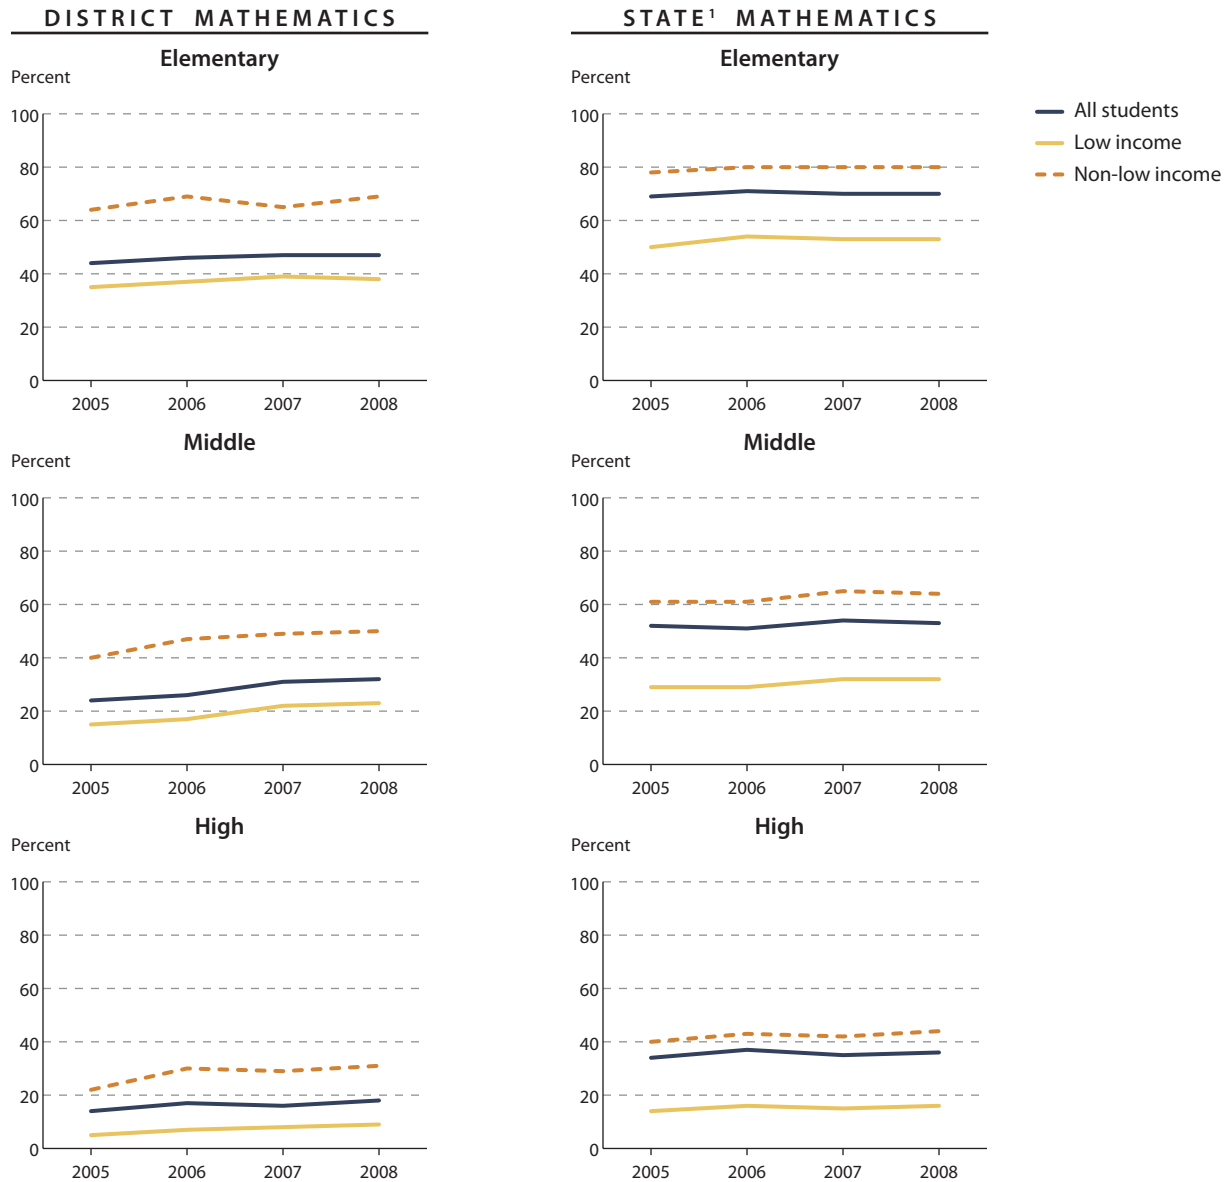 DISTRICT MATHEMATICS
Elementary
Percent
100
80
60
40
20
0
2005 2006 2007 2008
Middle
Percent
100
80
60
40
20
0
2005 2006 2007 2008
High
Percent
100
80
60
40
20
0
2005 2006 2007 2008
STATE¹ MATHEMATICS
Elementary
Percent
100
80
60
40
20
0
2005 2006 2007 2008
Middle
Percent
100
80
60
40
20
0
2005 2006 2007 2008
High
Percent
100
80
60
40
20
0
2005 2006 2007 2008
All students
Low income
Non-low income